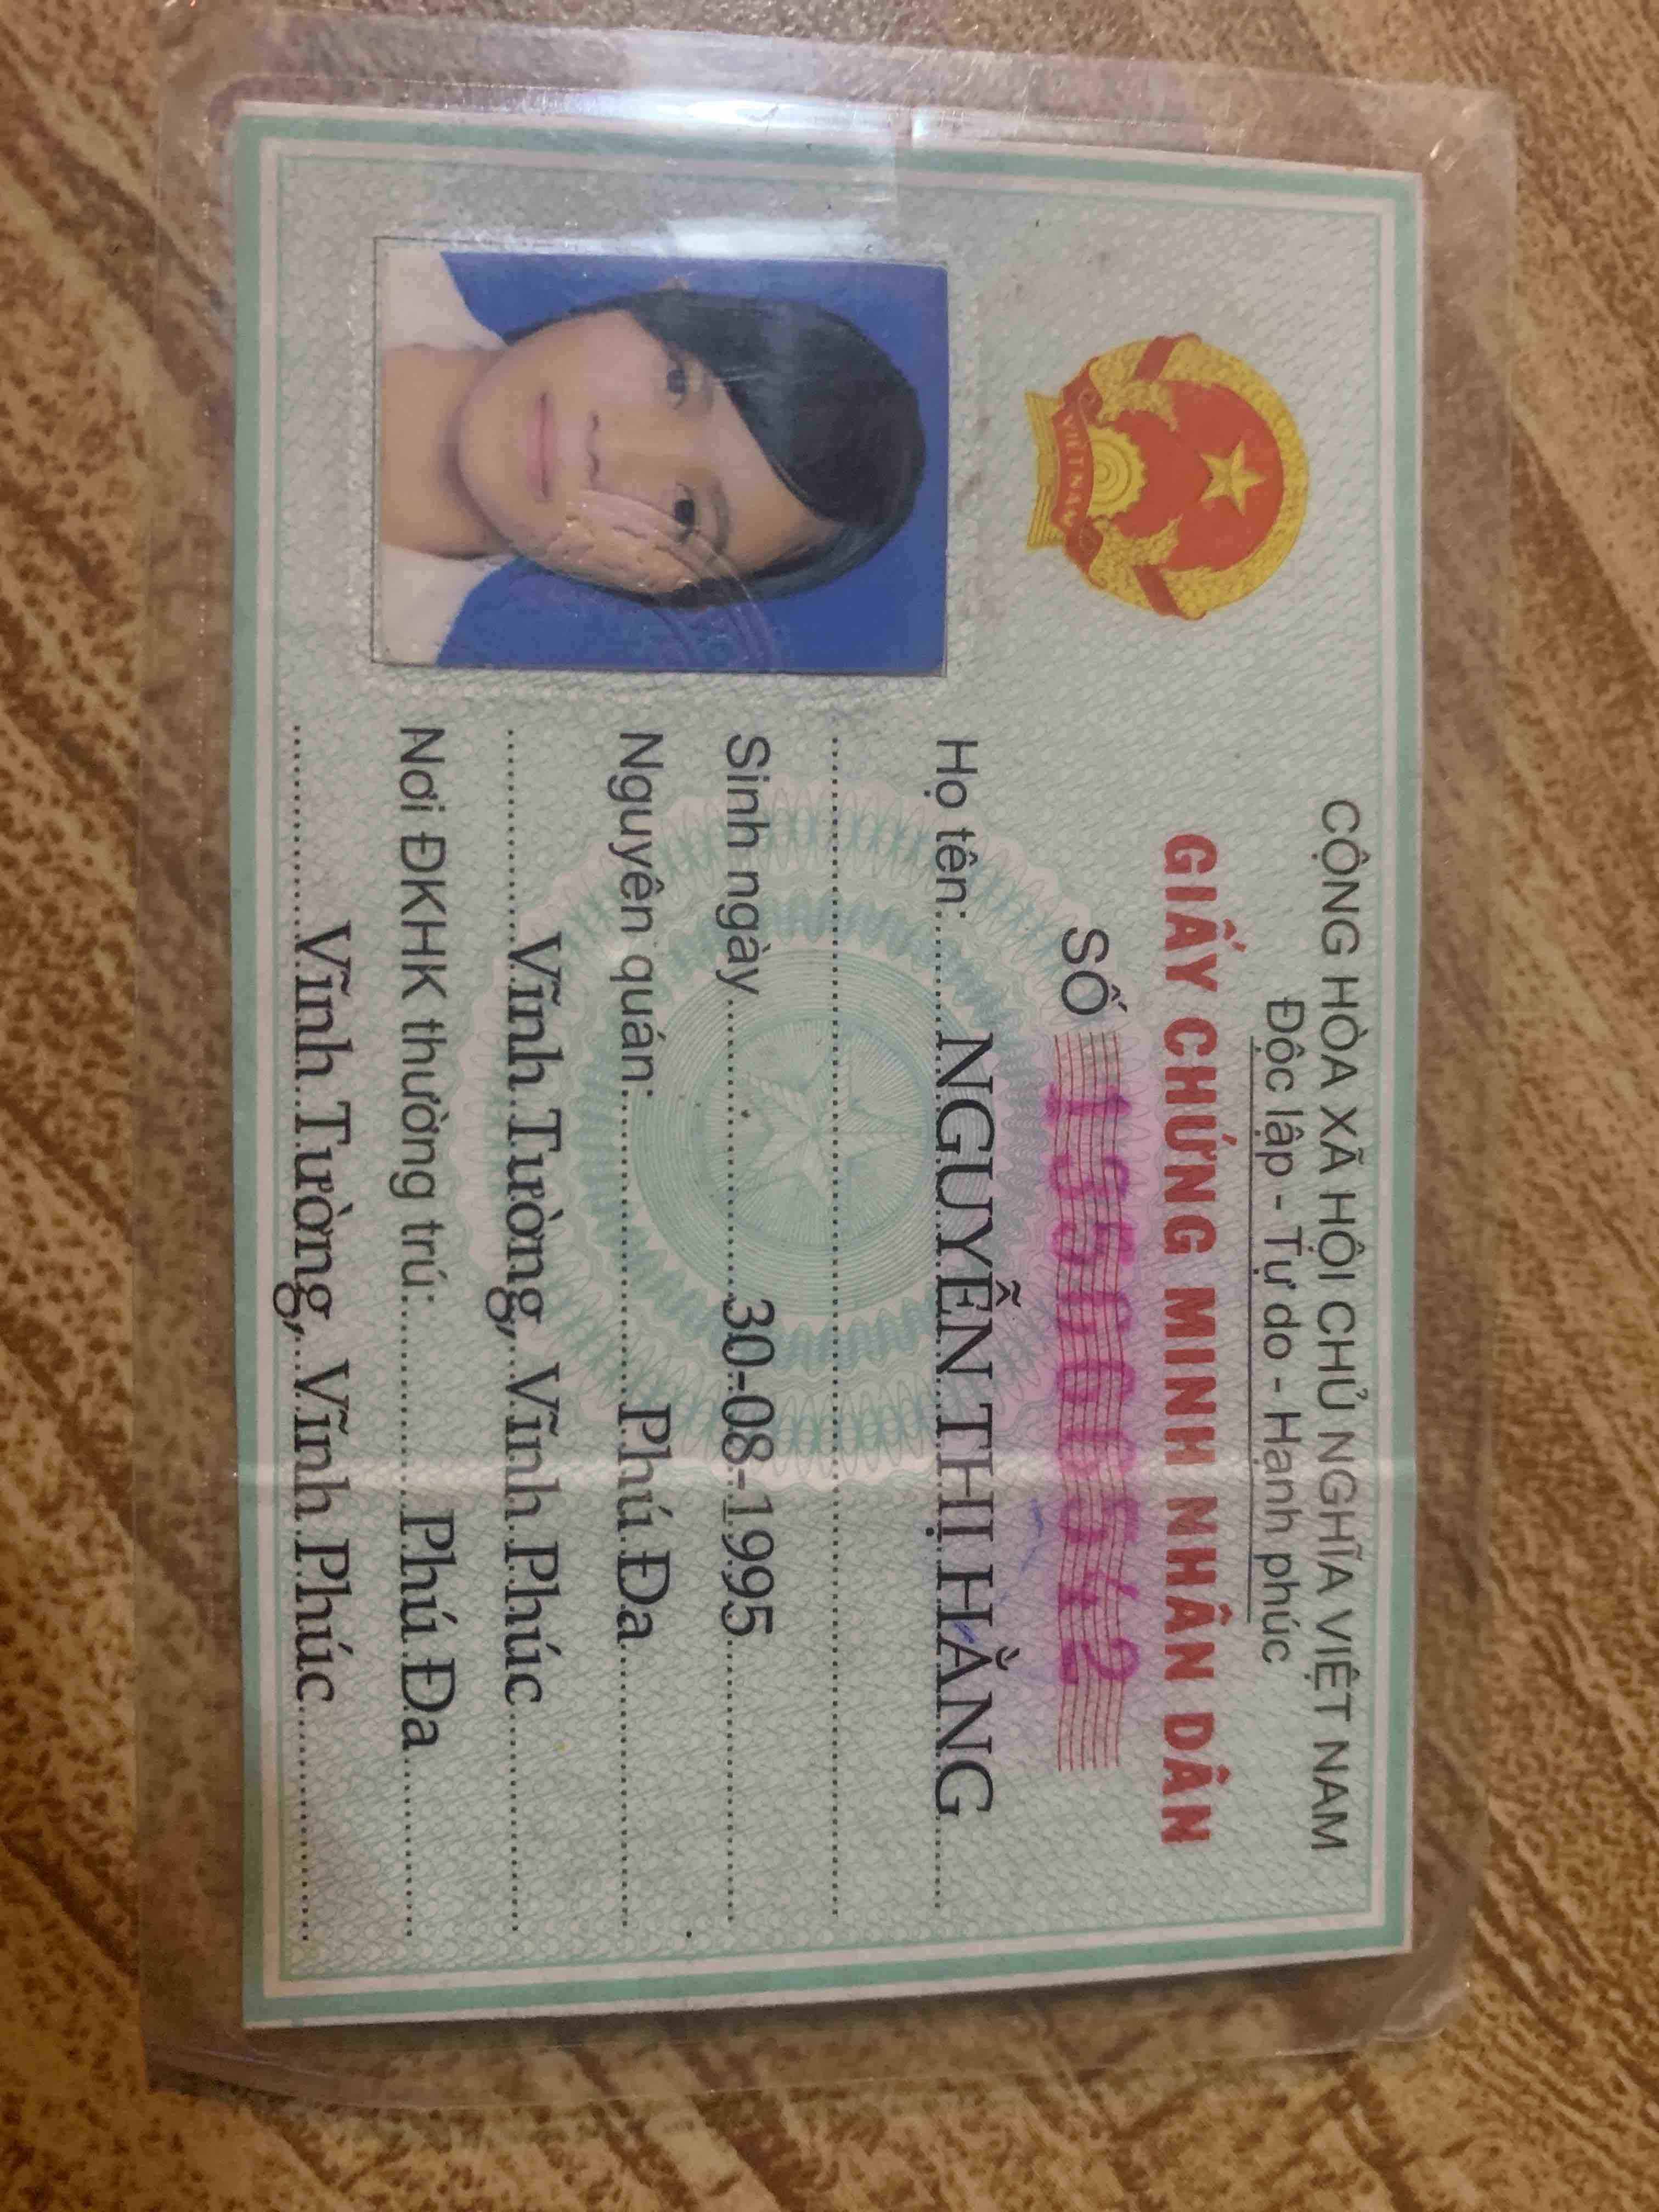 CỘNG HÒA XÃ HỘI CHỦ NGHĨA VIỆT NAM
Độc lập - Tự do - Hạnh phúc
GIẤY CHỨNG MINH NHÂN DÂN
SỐ
Họ tên: NGUYỄN THỊ HẰNG
Sinh ngày 30-08-1995
Nguyên quán: Phú Đa
Vĩnh Tường, Vĩnh Phúc
Nơi ĐKHK thường trú: Phú Đa
Vĩnh Tường, Vĩnh Phúc
VIỆT NAM